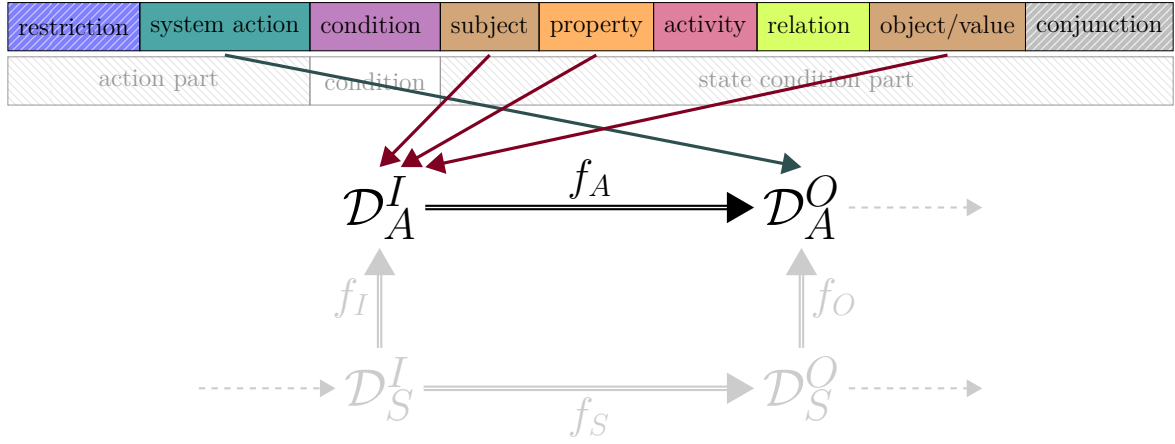 restriction system action condition subject property activity relation object/value conjunction
action part condition state condition part
f_A
𝒟_A^I 𝒟_A^O
f_I f_O
𝒟_S^I 𝒟_S^O
f_S